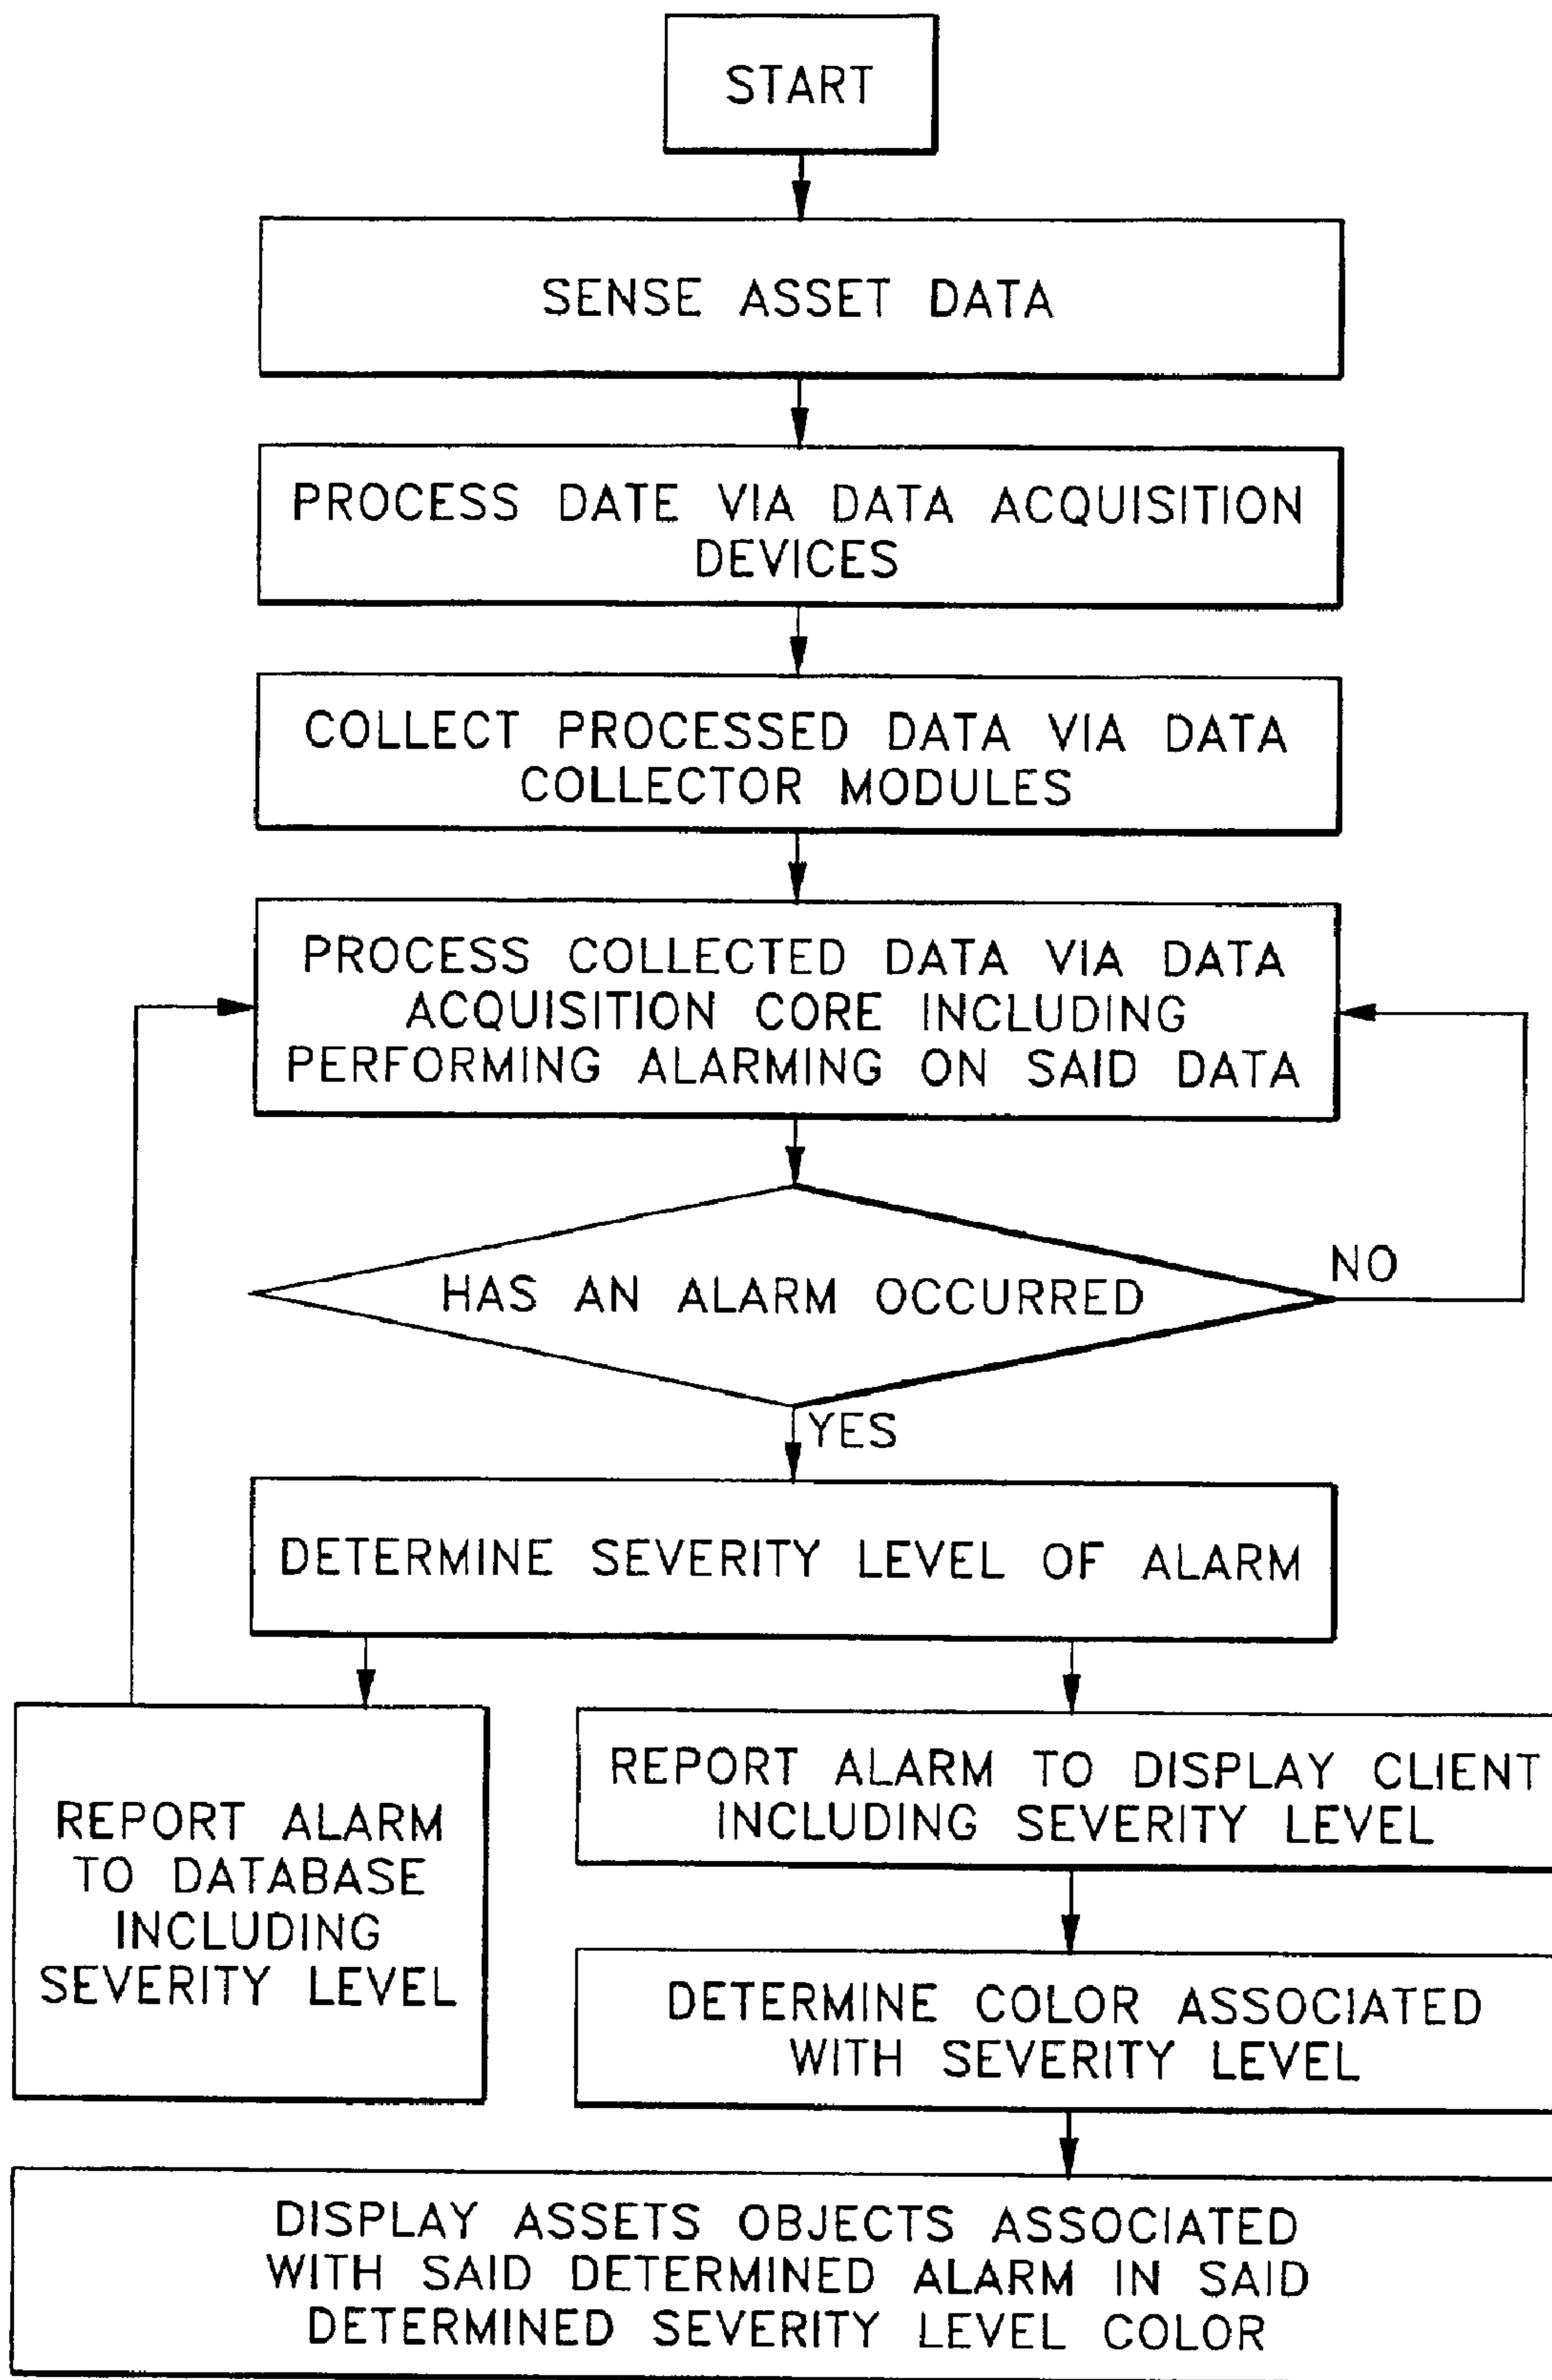 START
SENSE ASSET DATA
PROCESS DATE VIA DATA ACQUISITION
DEVICES
COLLECT PROCESSED DATA VIA DATA
COLLECTOR MODULES
PROCESS COLLECTED DATA VIA DATA
ACQUISITION CORE INCLUDING
PERFORMING ALARMING ON SAID DATA
HAS AN ALARM OCCURRED
NO
YES
DETERMINE SEVERITY LEVEL OF ALARM
REPORT ALARM
TO DATABASE
INCLUDING
SEVERITY LEVEL
REPORT ALARM TO DISPLAY CLIENT
INCLUDING SEVERITY LEVEL
DETERMINE COLOR ASSOCIATED
WITH SEVERITY LEVEL
DISPLAY ASSETS OBJECTS ASSOCIATED
WITH SAID DETERMINED ALARM IN SAID
DETERMINED SEVERITY LEVEL COLOR